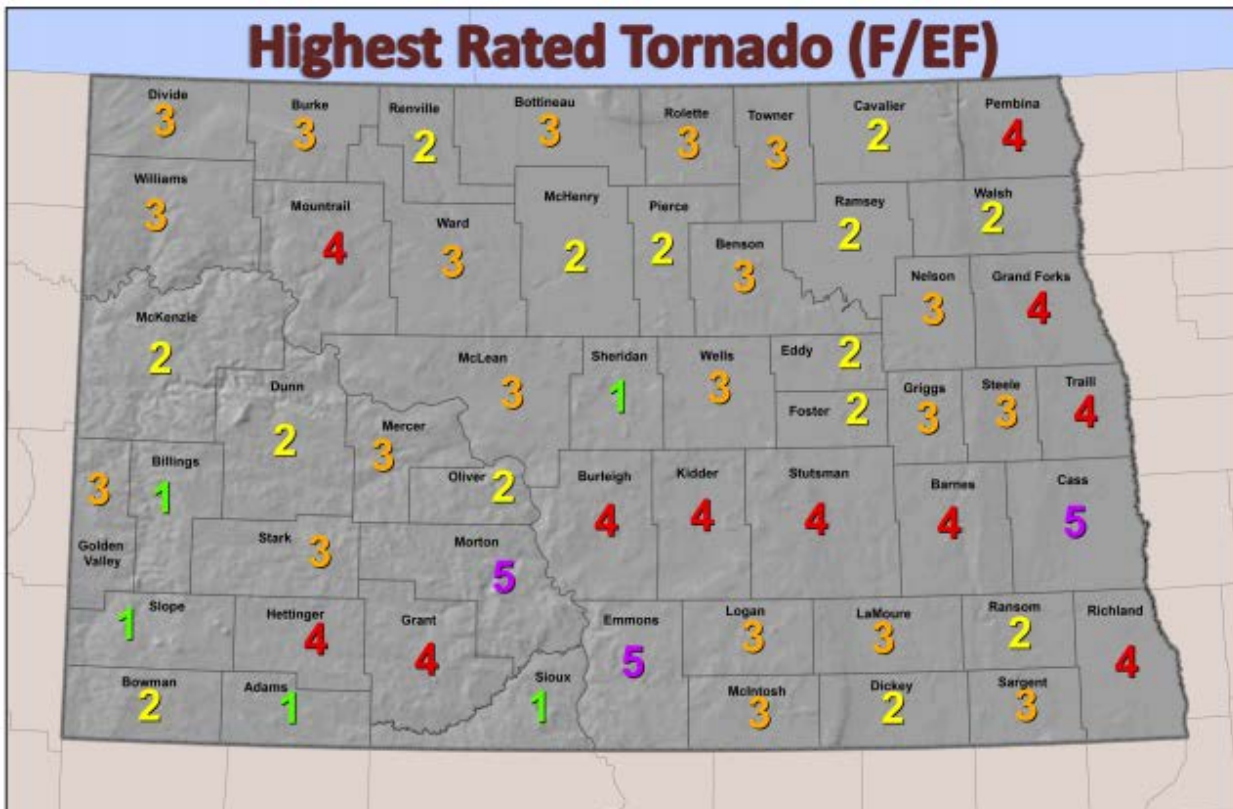 Highest Rated Tornado (F/EF)
Divide
3
Burke
3
Renville
2
Bottineau
3
Rolette
3
Towner
3
Cavalier
2
Pembina
4
Williams
3
Mountrail
4
Ward
3
McHenry
2
Pierce
2
Benson
3
Ramsey
2
Walsh
2
Nelson
3
Grand Forks
4
McKenzie
2
Dunn
2
McLean
3
Sheridan
1
Wells
3
Eddy 2
Foster 2
Griggs
3
Steele
3
Traill
4
Mercer
3
Billings
1
3
Golden
Valley
Oliver 2
Burleigh
4
Kidder
4
Stutsman
4
Barnes
4
Cass
5
Stark 3
Morton
5
Slope
1
Hettinger
4
Grant
4
Emmons
5
Logan
3
LaMoure
3
Ransom
2
Richland
4
Bowman
2
Adams
1
Sioux
1
McIntosh
3
Dickey
2
Sargent
3